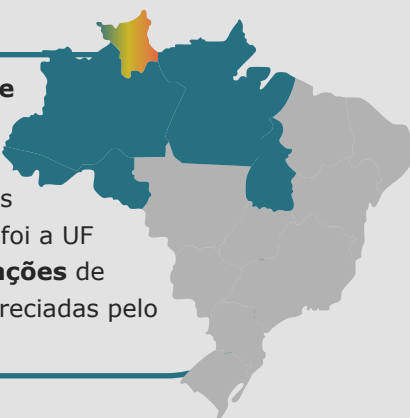 e
s
foi a UF
ções de
reciadas pelo